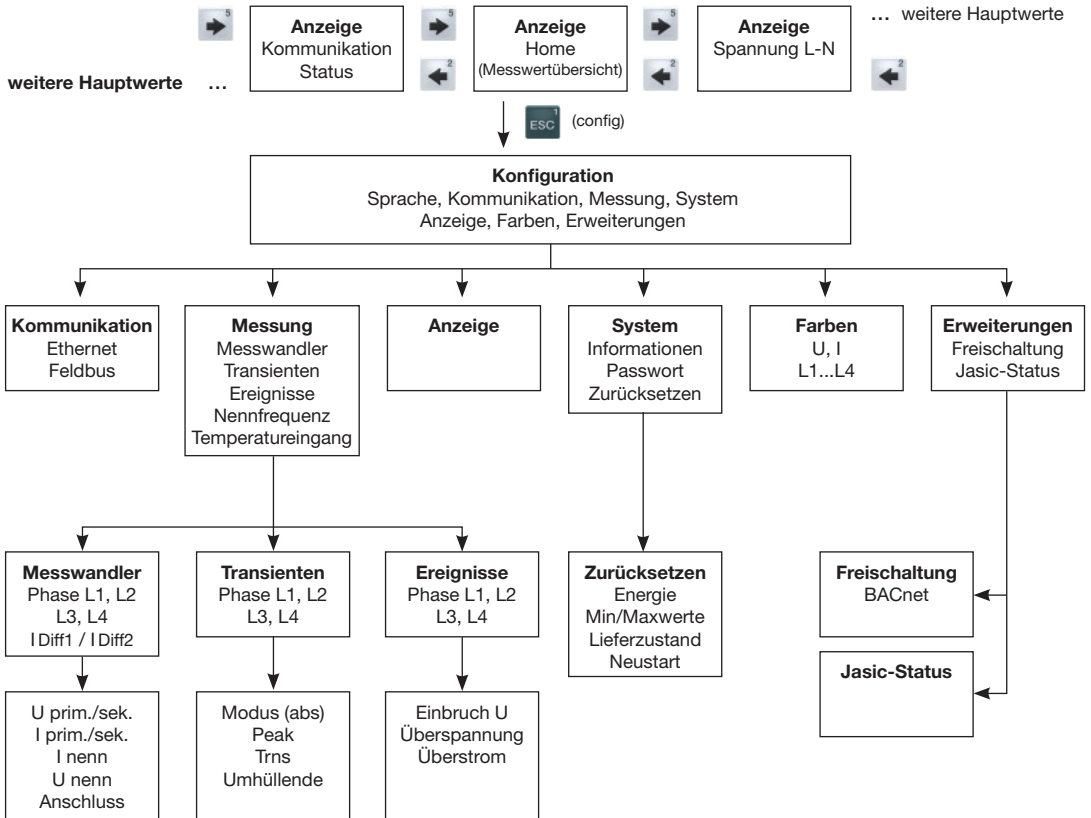 5
5
5
Anzeige
Kommunikation
Status
Anzeige
Home
(Messwertübersicht)
Anzeige
Spannung L-N
... weitere Hauptwerte
weitere Hauptwerte ...
2
2
2
ESC 1
(config)
Konfiguration
Sprache, Kommunikation, Messung, System
Anzeige, Farben, Erweiterungen
Kommunikation
Ethernet
Feldbus
Messung
Messwandler
Transienten
Ereignisse
Nennfrequenz
Temperatureingang
Anzeige
System
Informationen
Passwort
Zurücksetzen
Farben
U, I
L1...L4
Erweiterungen
Freischaltung
Jasic-Status
Messwandler
Phase L1, L2
L3, L4
I Diff1 / I Diff2
Transienten
Phase L1, L2
L3, L4
Ereignisse
Phase L1, L2
L3, L4
Zurücksetzen
Energie
Min/Maxwerte
Lieferzustand
Neustart
Freischaltung
BACnet
Jasic-Status
U prim./sek.
I prim./sek.
I nenn
U nenn
Anschluss
Modus (abs)
Peak
Trns
Umhüllende
Einbruch U
Überspannung
Überstrom